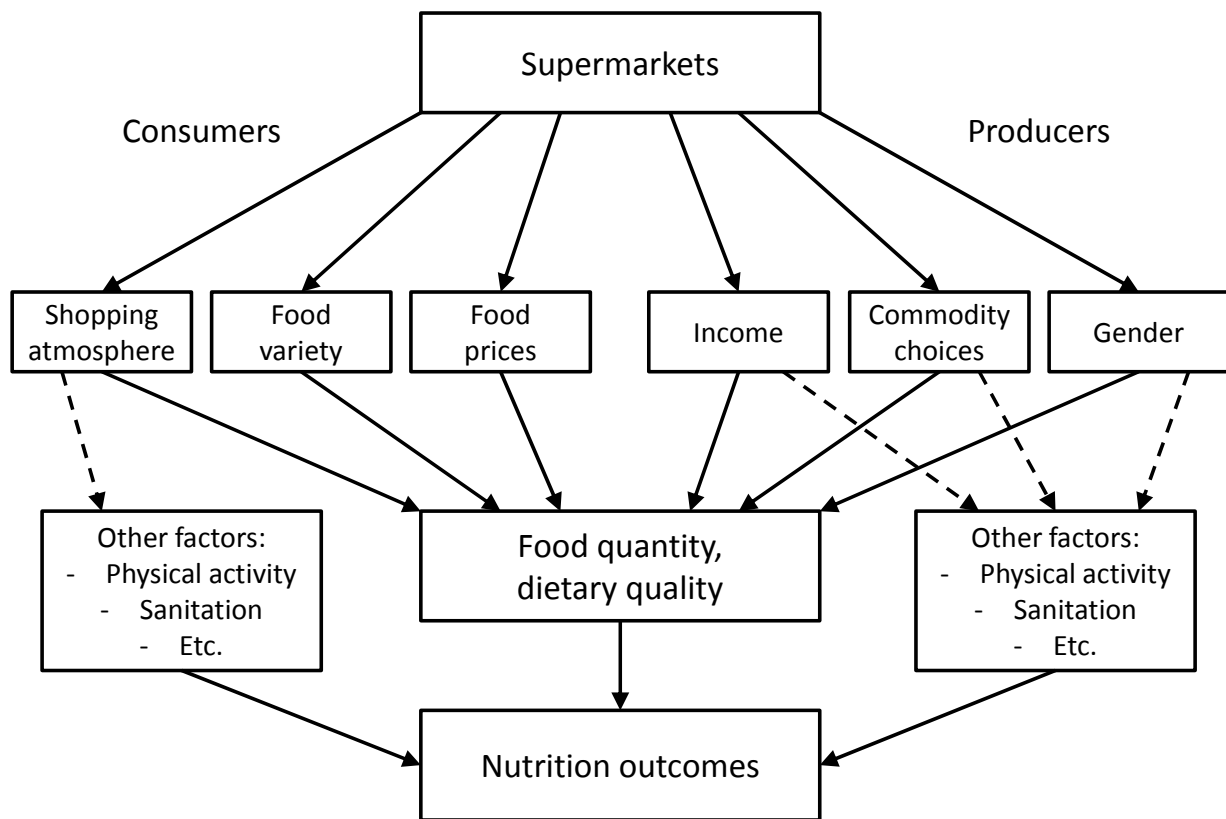 Supermarkets
Consumers
Producers
Shopping
atmosphere
Food
variety
Food
prices
Income
Commodity
choices
Gender
Other factors:
- Physical activity
- Sanitation
- Etc.
Food quantity,
dietary quality
Other factors:
- Physical activity
- Sanitation
- Etc.
Nutrition outcomes